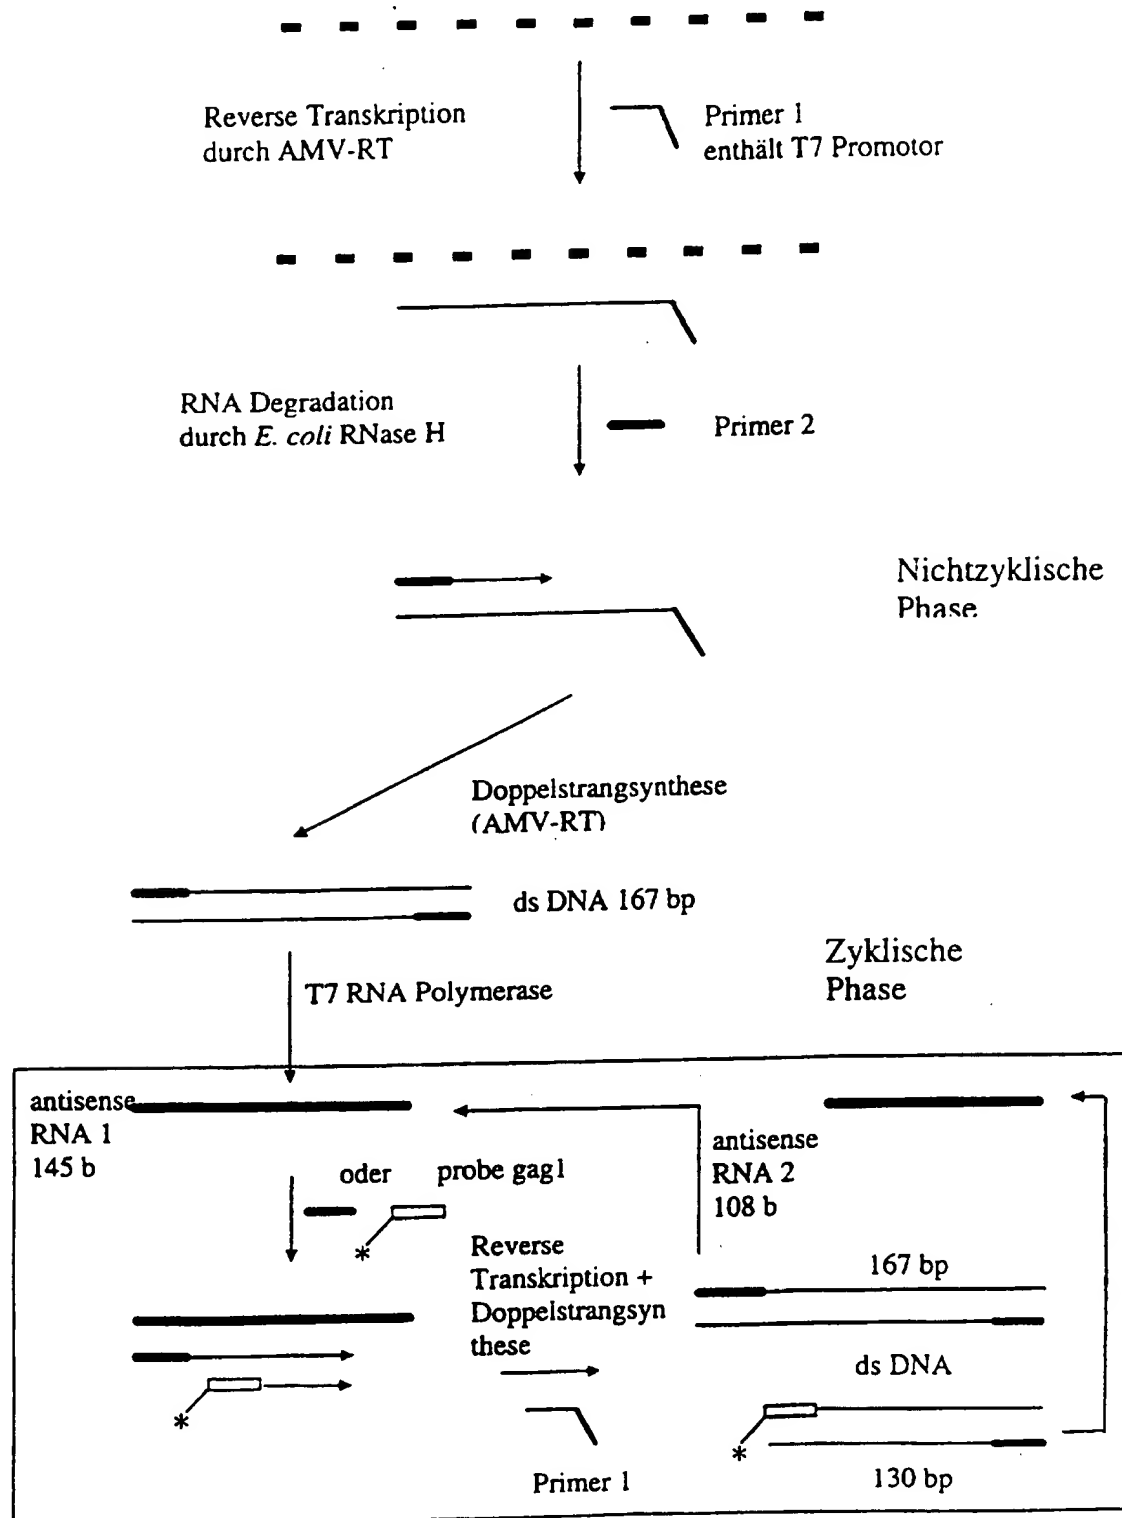 Reverse Transkription
durch AMV-RT
Primer 1
enthält T7 Promotor
RNA Degradation
durch E. coli RNase H
Primer 2
Nichtzyklische
Phase
Doppelstrangsynthese
(AMV-RT)
ds DNA 167 bp
Zyklische
Phase
T7 RNA Polymerase
antisense
RNA 1
145 b
oder
probe gag1
antisense
RNA 2
108 b
Reverse
Transkription +
Doppelstrangsyn
these
167 bp
ds DNA
*
*
*
Primer 1
130 bp